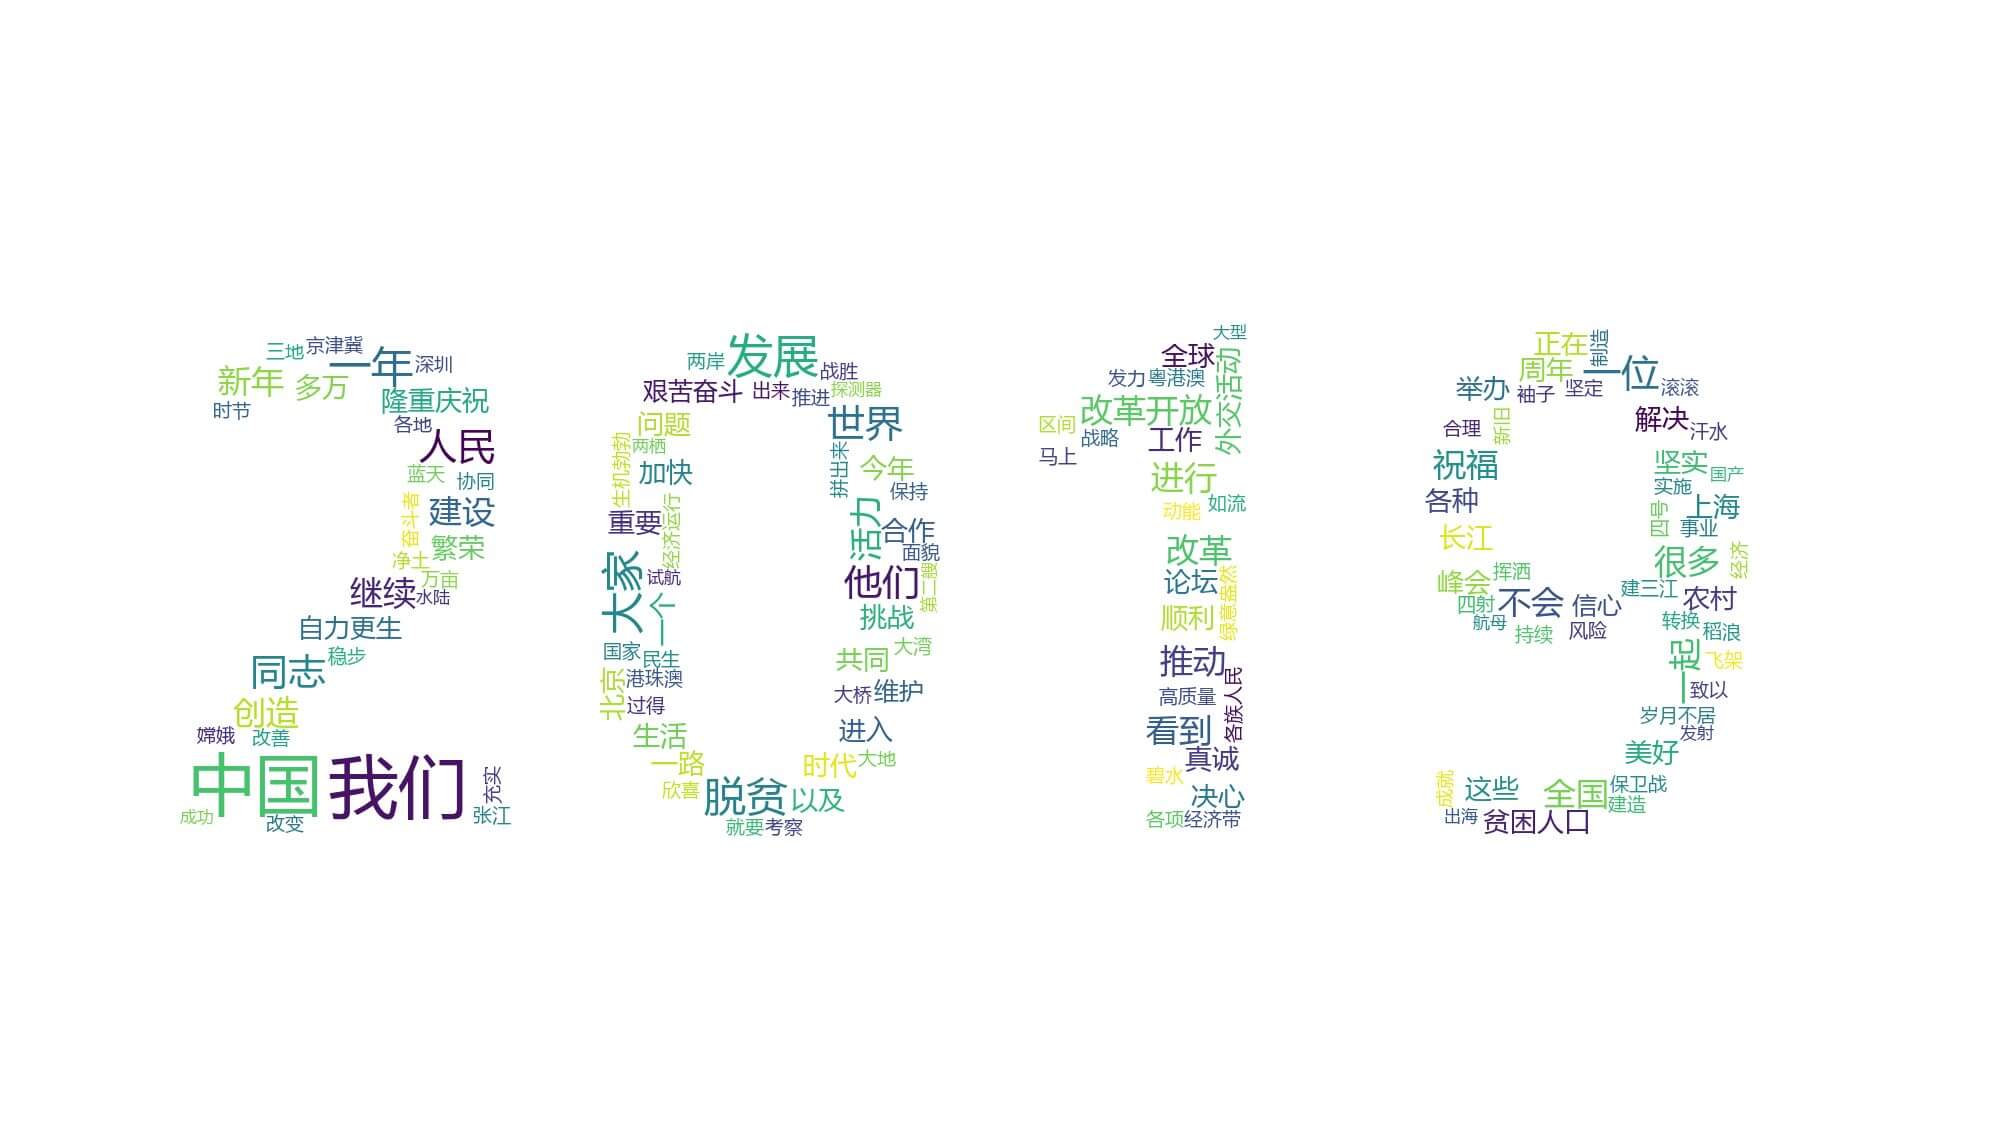 三地
京津冀
一年
深圳
新年
多万
时节
隆重庆祝
各地
人民
蓝天
协同
奋斗者
建设
繁荣
净土
万亩
继续
水陆
自力更生
同志
稳步
创造
嫦娥
改善
中国
我们
充实
成功
改变
张江
发展
两岸
战胜
艰苦奋斗
出来
推进
探测器
问题
世界
两栖
生机勃勃
加快
拼出来
今年
保持
重要
经济运行
活力
合作
面貌
大家
试航
他们
第二艘
一个
挑战
国家
民生
共同
大湾
北京
港珠澳
大桥
维护
过得
进入
生活
一路
时代
大地
欣喜
脱贫
以及
就要
考察
大型
全球
外交活动
发力
粤港澳
改革开放
区间
战略
工作
马上
进行
动能
如流
改革
论坛
绿意盎然
顺利
推动
高质量
各族人民
看到
真诚
碧水
决心
各项
经济带
正在
制造
周年
一位
举办
袖子
坚定
滚滚
合理
新旧
解决
汗水
祝福
坚实
国产
实施
各种
四号
上海
事业
长江
很多
经济
峰会
挥洒
四射
不会
信心
建三江
农村
航母
持续
风险
转换
稻浪
一起
飞架
致以
岁月不居
发射
美好
成就
这些
全国
保卫战
建造
出海
贫困人口